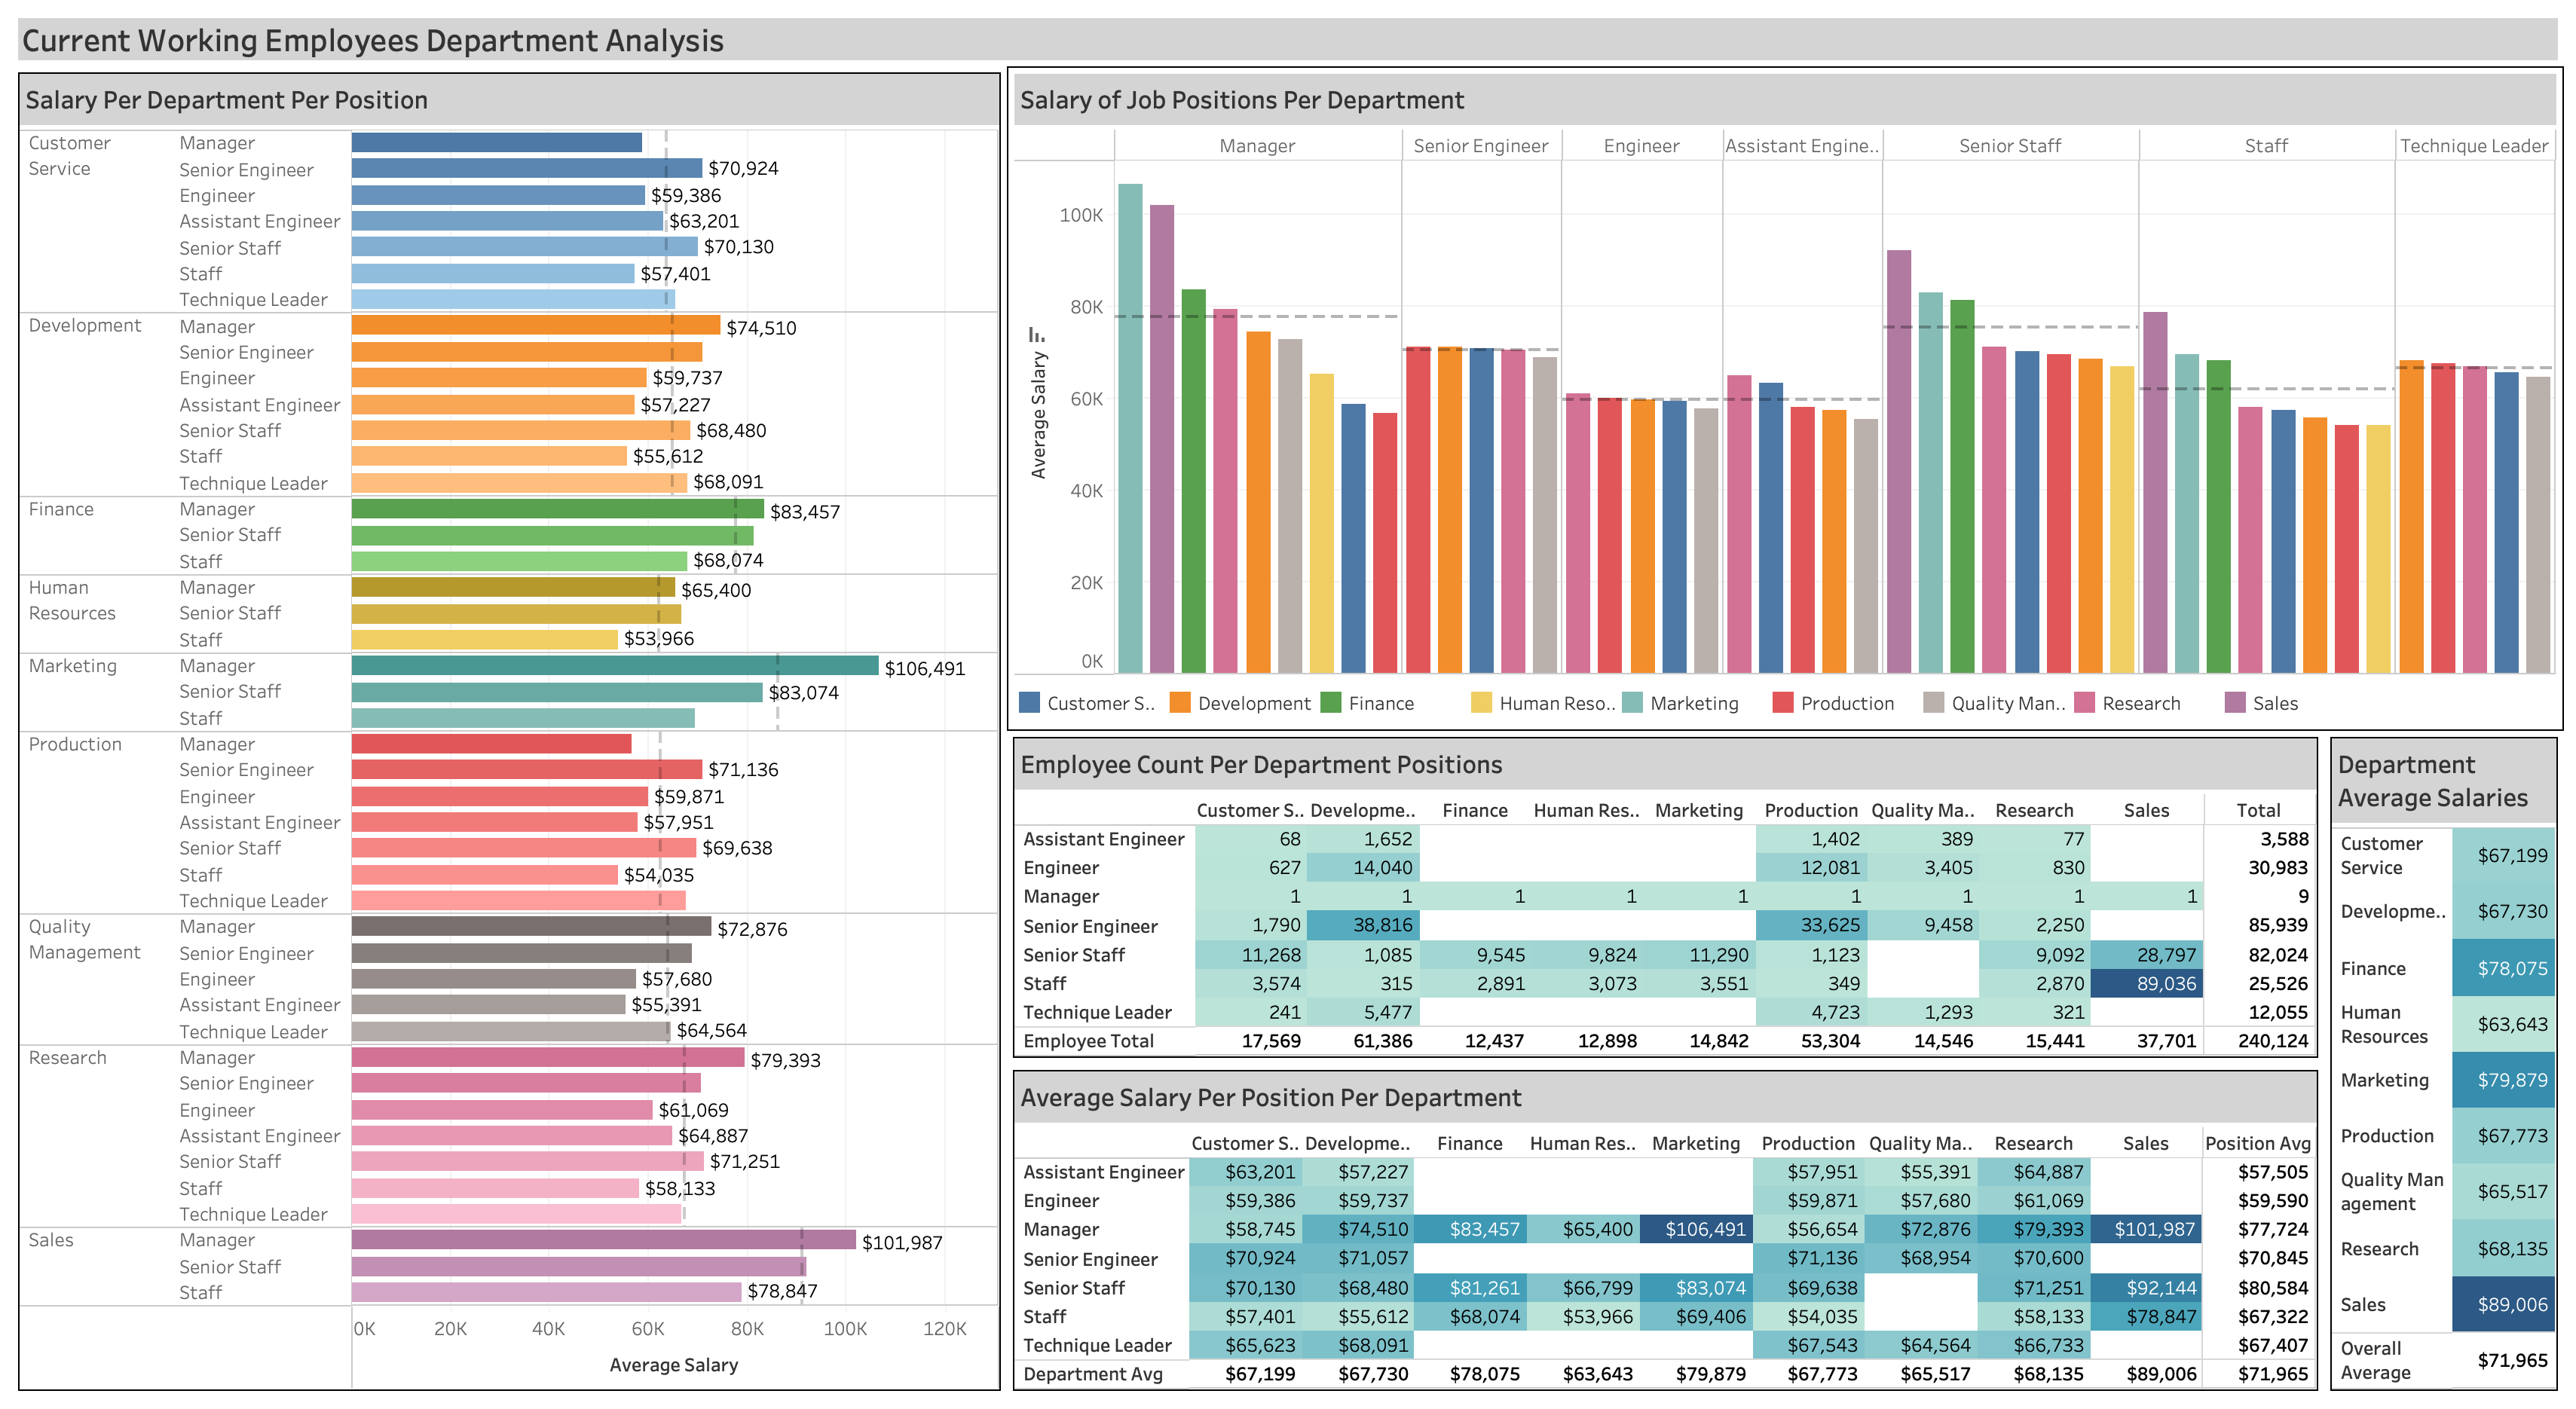 Current Working Employees Department Analysis
Salary Per Department Per Position
Customer Service
Manager
Senior Engineer $70,924
Engineer $59,386
Assistant Engineer $63,201
Senior Staff $70,130
Staff $57,401
Technique Leader
Development
Manager $74,510
Senior Engineer
Engineer $59,737
Assistant Engineer $57,227
Senior Staff $68,480
Staff $55,612
Technique Leader $68,091
Finance
Manager $83,457
Senior Staff
Staff $68,074
Human Resources
Manager $65,400
Senior Staff
Staff $53,966
Marketing
Manager $106,491
Senior Staff $83,074
Staff
Production
Manager
Senior Engineer $71,136
Engineer $59,871
Assistant Engineer $57,951
Senior Staff $69,638
Staff $54,035
Technique Leader
Quality Management
Manager $72,876
Senior Engineer
Engineer $57,680
Assistant Engineer $55,391
Technique Leader $64,564
Research
Manager $79,393
Senior Engineer
Engineer $61,069
Assistant Engineer $64,887
Senior Staff $71,251
Staff $58,133
Technique Leader
Sales
Manager $101,987
Senior Staff
Staff $78,847
0K 20K 40K 60K 80K 100K 120K
Average Salary
Salary of Job Positions Per Department
Manager Senior Engineer Engineer Assistant Engine.. Senior Staff Staff Technique Leader
100K
80K
60K
40K
20K
0K
Average Salary
Customer S.. Development Finance Human Reso.. Marketing Production Quality Man.. Research Sales
Employee Count Per Department Positions
Customer S.. Developme.. Finance Human Res.. Marketing Production Quality Ma.. Research Sales Total
Assistant Engineer 68 1,652 1,402 389 77 3,588
Engineer 627 14,040 12,081 3,405 830 30,983
Manager 1 1 1 1 1 1 1 1 1 9
Senior Engineer 1,790 38,816 33,625 9,458 2,250 85,939
Senior Staff 11,268 1,085 9,545 9,824 11,290 1,123 9,092 28,797 82,024
Staff 3,574 315 2,891 3,073 3,551 349 2,870 89,036 25,526
Technique Leader 241 5,477 4,723 1,293 321 12,055
Employee Total 17,569 61,386 12,437 12,898 14,842 53,304 14,546 15,441 37,701 240,124
Average Salary Per Position Per Department
Customer S.. Developme.. Finance Human Res.. Marketing Production Quality Ma.. Research Sales Position Avg
Assistant Engineer $63,201 $57,227 $57,951 $55,391 $64,887 $57,505
Engineer $59,386 $59,737 $59,871 $57,680 $61,069 $59,590
Manager $58,745 $74,510 $83,457 $65,400 $106,491 $56,654 $72,876 $79,393 $101,987 $77,724
Senior Engineer $70,924 $71,057 $71,136 $68,954 $70,600 $70,845
Senior Staff $70,130 $68,480 $81,261 $66,799 $83,074 $69,638 $71,251 $92,144 $80,584
Staff $57,401 $55,612 $68,074 $53,966 $69,406 $54,035 $58,133 $78,847 $67,322
Technique Leader $65,623 $68,091 $67,543 $64,564 $66,733 $67,407
Department Avg $67,199 $67,730 $78,075 $63,643 $79,879 $67,773 $65,517 $68,135 $89,006 $71,965
Department
Average Salaries
Customer
Service $67,199
Developme.. $67,730
Finance $78,075
Human
Resources $63,643
Marketing $79,879
Production $67,773
Quality Man
agement $65,517
Research $68,135
Sales $89,006
Overall
Average $71,965